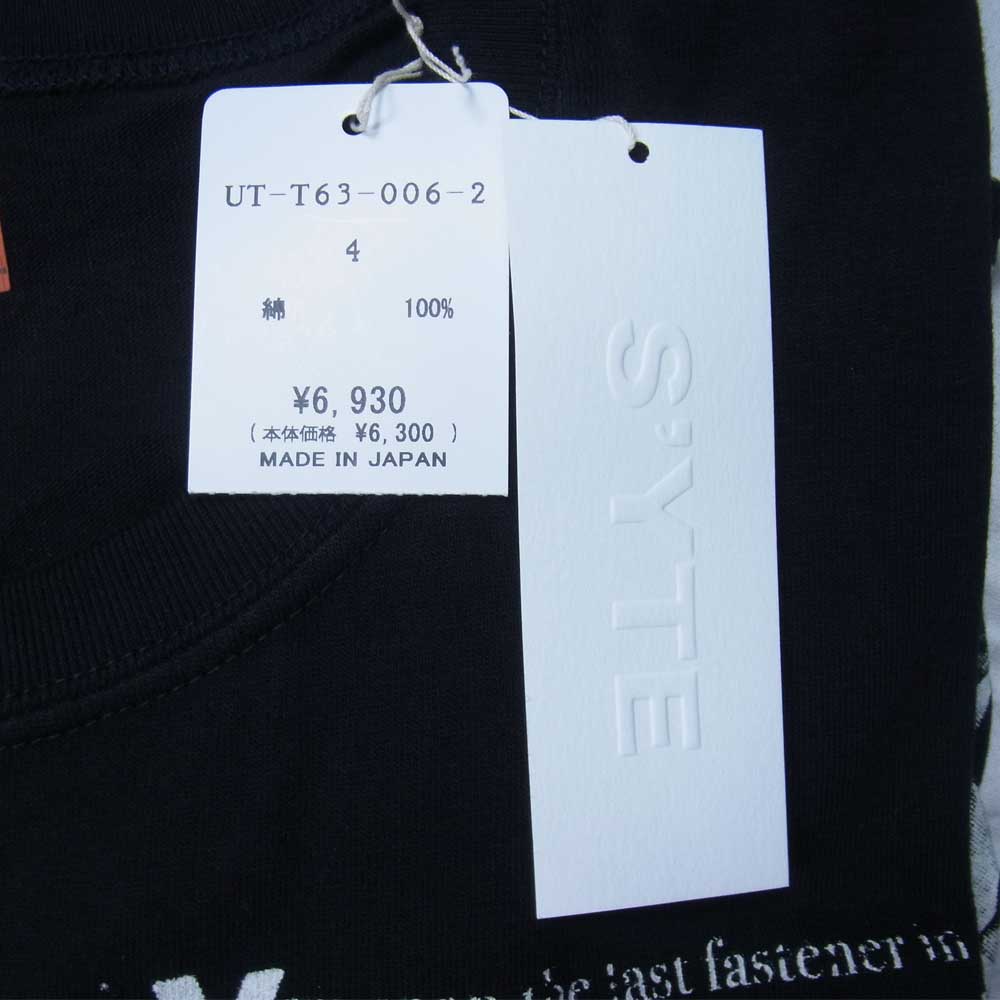 UT-T63-006-2
4
綿 100%
¥6,930
(本体価格 ¥6,300 )
MADE IN JAPAN
S'YTE
the last fastener in
Y